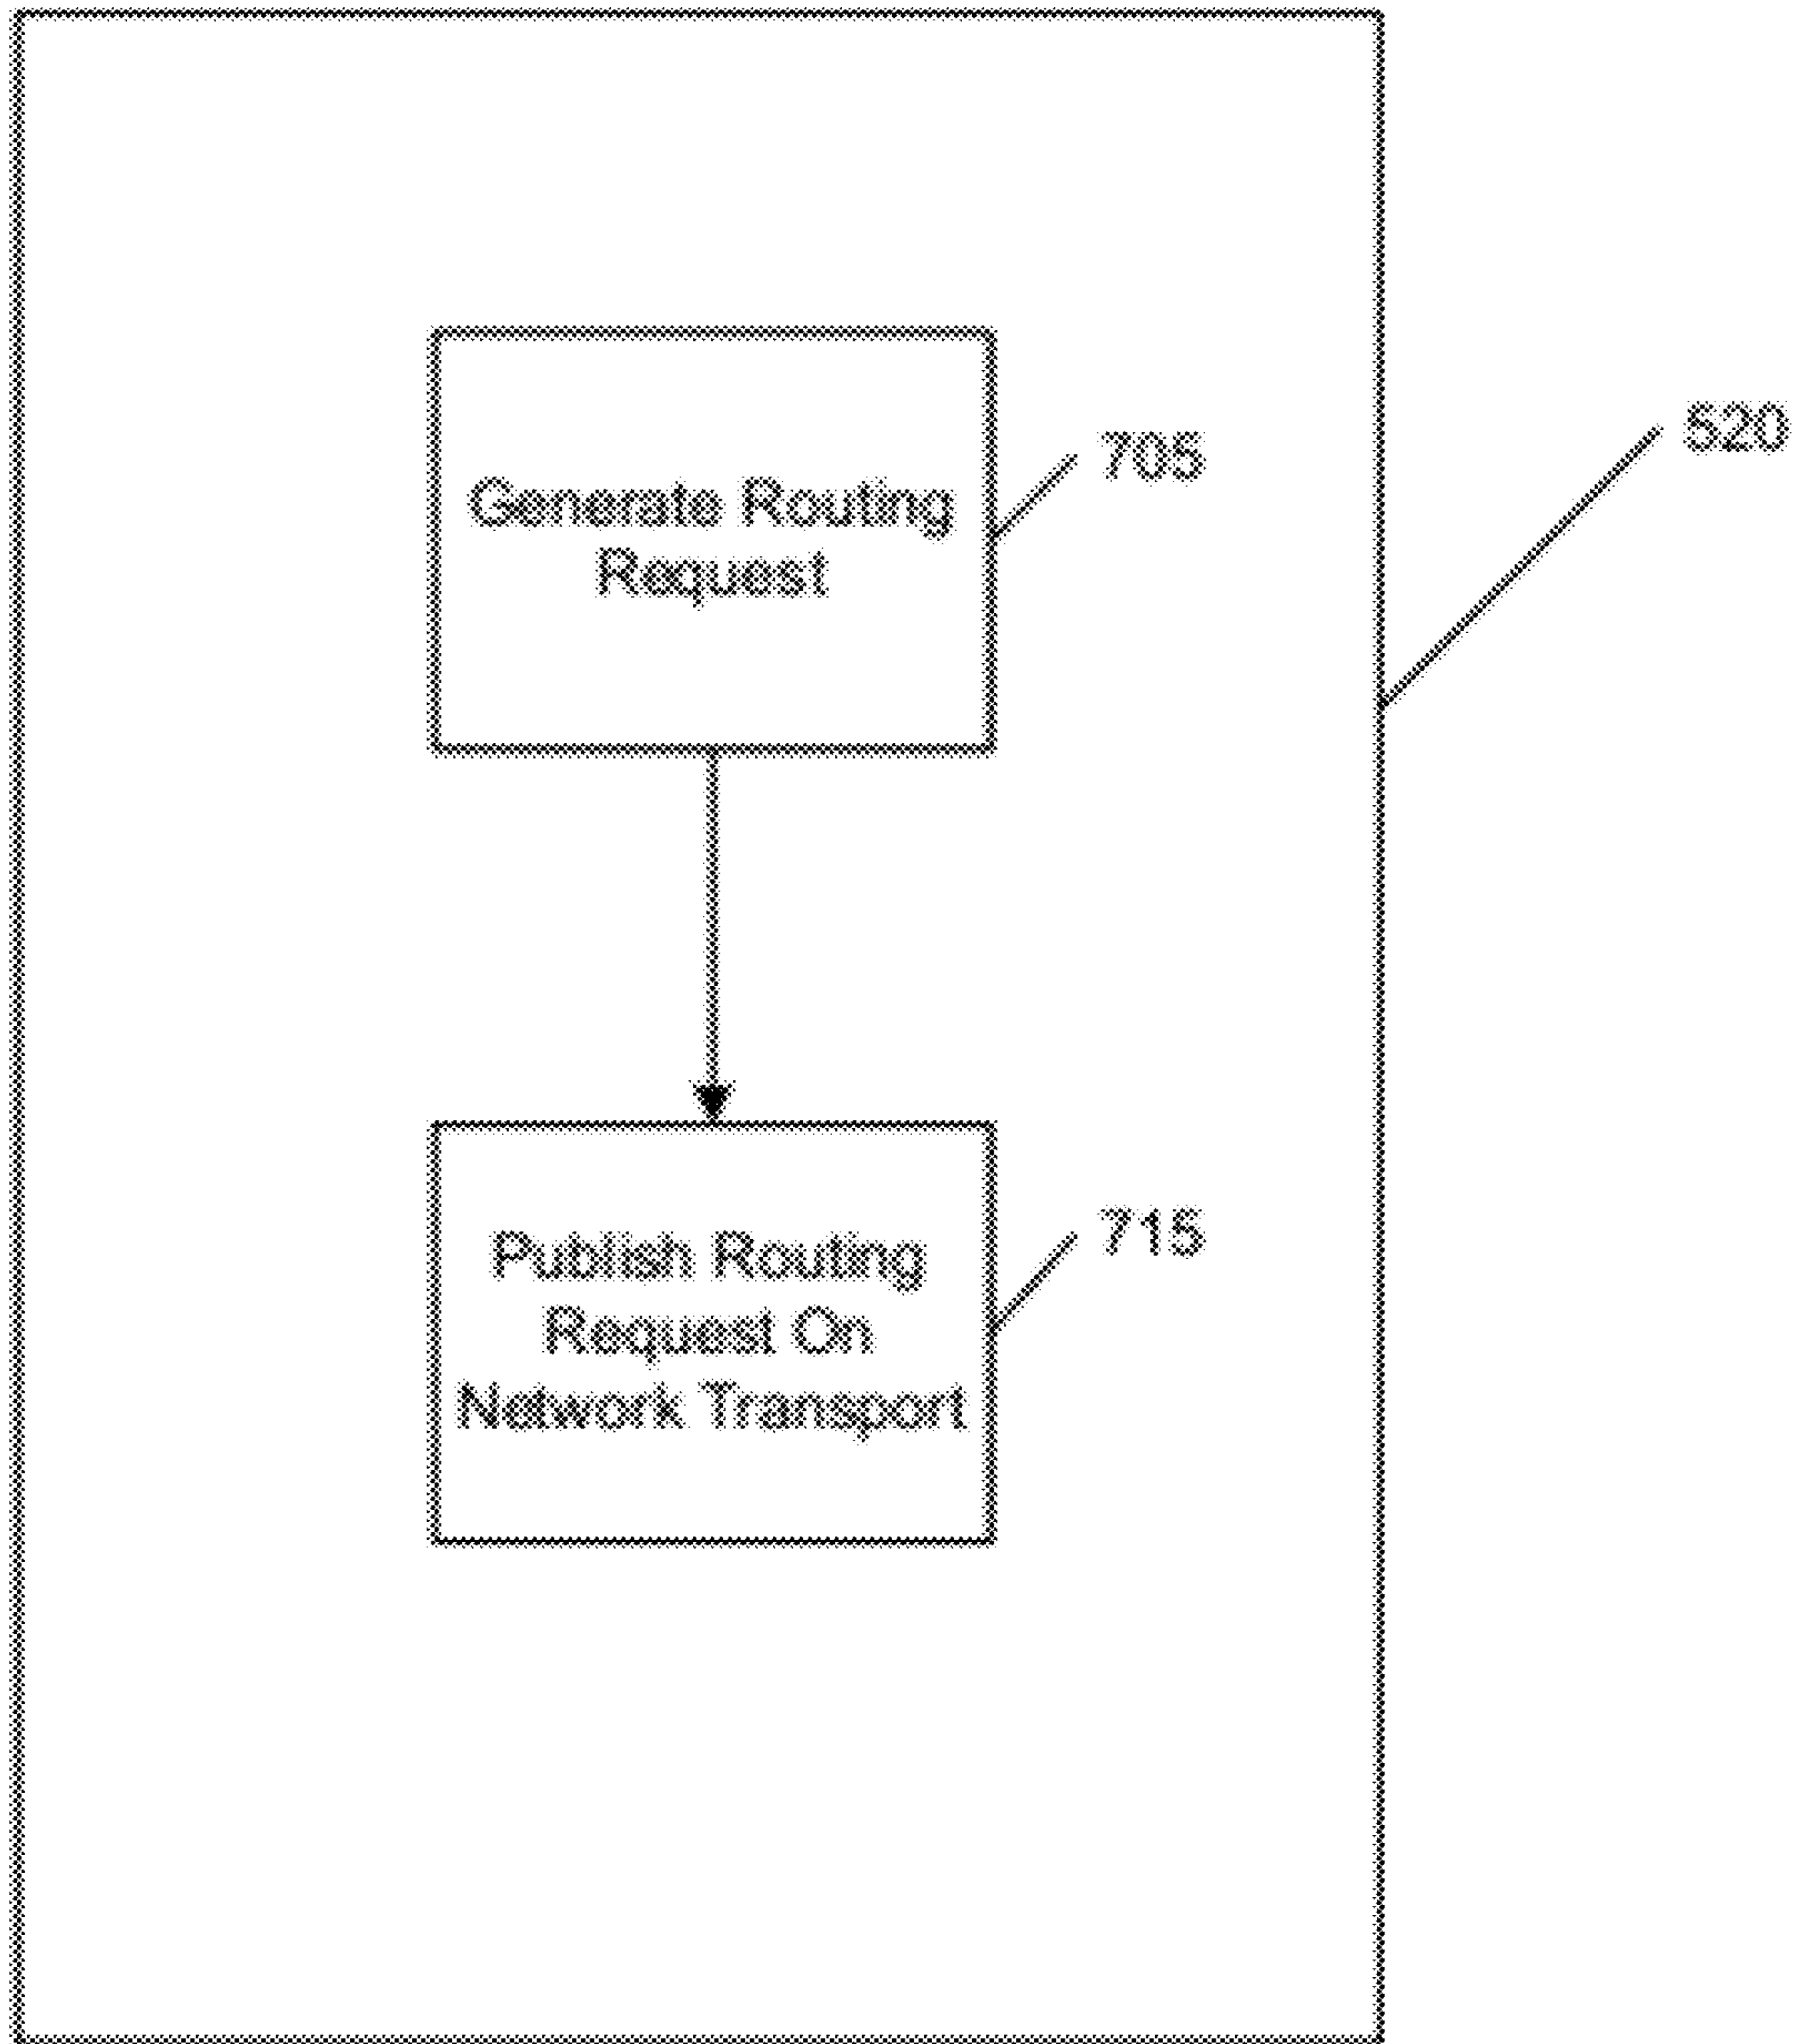 520
705
Generate Routing
Request
715
Publish Routing
Request On
Network Transport